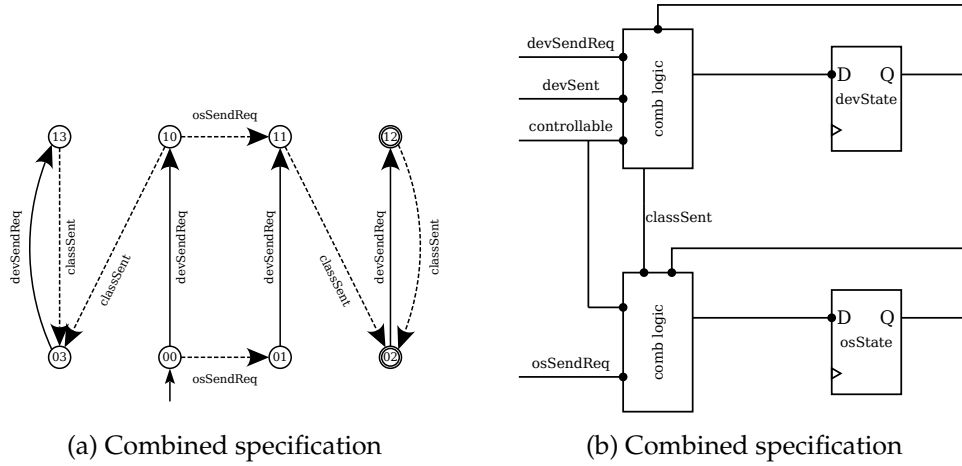 osSendReq
13
10
11
12
devSendReq
classSent
classSent
devSendReq
devSendReq
classSent
devSendReq
classSent
03
00
01
02
osSendReq
(a) Combined specification
devSendReq
devSent
controllable
comb logic
D Q
devState
classSent
comb logic
osSendReq
D Q
osState
(b) Combined specification